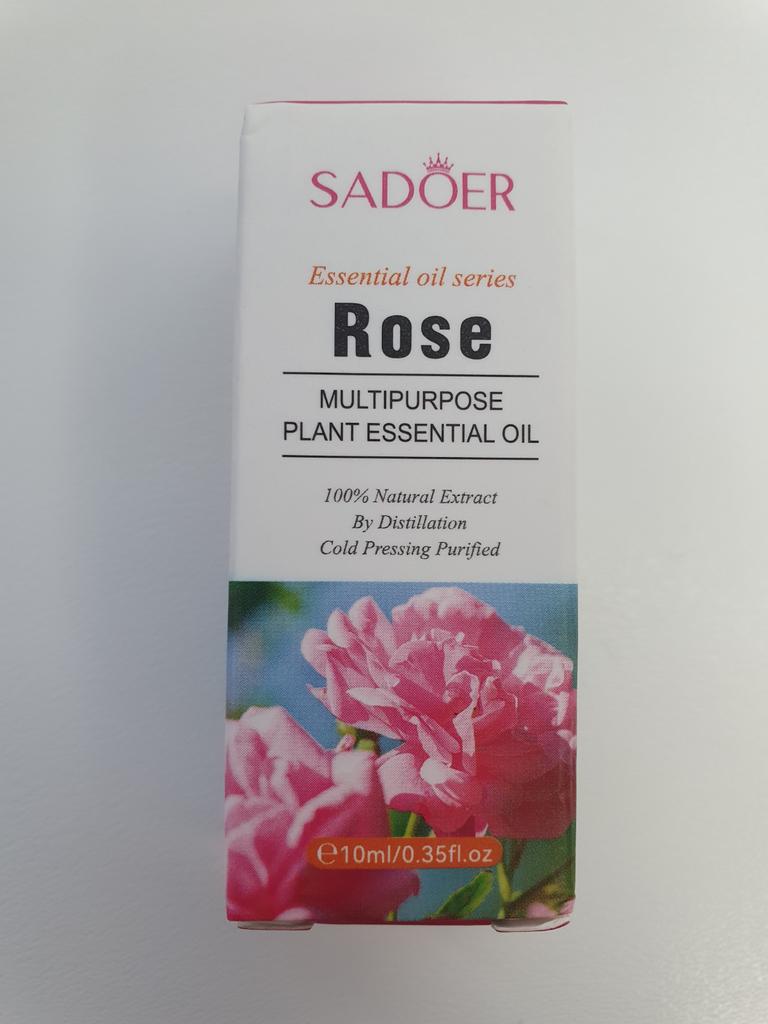 SADOER
Essential oil series
Rose
MULTIPURPOSE
PLANT ESSENTIAL OIL
100% Natural Extract
By Distillation
Cold Pressing Purified
℮10ml/0.35fl.oz